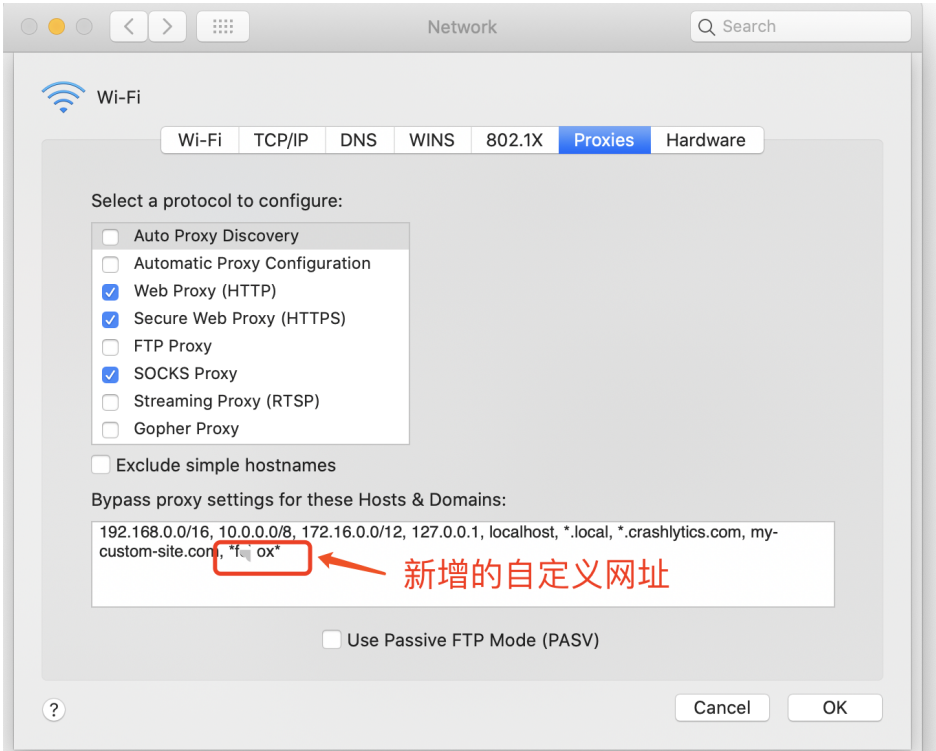 Network
Search
Wi-Fi
Wi-Fi TCP/IP DNS WINS 802.1X Proxies Hardware
Select a protocol to configure:
Auto Proxy Discovery
Automatic Proxy Configuration
Web Proxy (HTTP)
Secure Web Proxy (HTTPS)
FTP Proxy
SOCKS Proxy
Streaming Proxy (RTSP)
Gopher Proxy
Exclude simple hostnames
Bypass proxy settings for these Hosts & Domains:
192.168.0.0/16, 10.0.0.0/8, 172.16.0.0/12, 127.0.0.1, localhost, *.local, *.crashlytics.com, my-
custom-site.com,
新增的自定义网址
Use Passive FTP Mode (PASV)
?
Cancel
OK